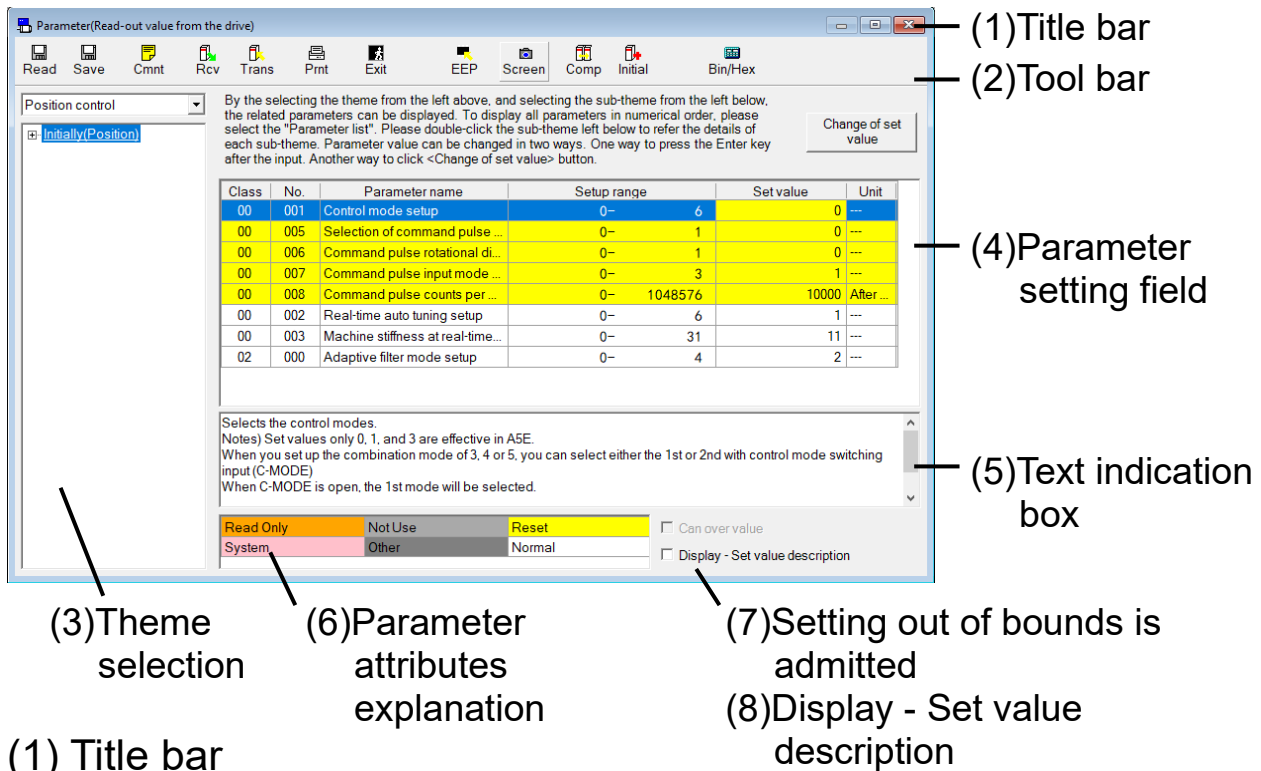 Parameter(Read-out value from the drive)
(1)Title bar
Read Save Cmnt Rcv Trans Prnt Exit EEP Screen Comp Initial Bin/Hex
(2)Tool bar
Position control
Initially(Position)
By the selecting the theme from the left above, and selecting the sub-theme from the left below,
the related parameters can be displayed. To display all parameters in numerical order, please
select the "Parameter list". Please double-click the sub-theme left below to refer the details of
each sub-theme. Parameter value can be changed in two ways. One way to press the Enter key
after the input. Another way to click <Change of set value> button.
Change of set
value
Class No. Parameter name Setup range Set value Unit
00 001 Control mode setup 0- 6 0 ---
00 005 Selection of command pulse ... 0- 1 0 ---
00 006 Command pulse rotational di... 0- 1 0 ---
00 007 Command pulse input mode ... 0- 3 1 ---
00 008 Command pulse counts per ... 0- 1048576 10000 After ...
00 002 Real-time auto tuning setup 0- 6 1 ---
00 003 Machine stiffness at real-time... 0- 31 11 ---
02 000 Adaptive filter mode setup 0- 4 2 ---
(4)Parameter
setting field
Selects the control modes.
Notes) Set values only 0, 1, and 3 are effective in A5E.
When you set up the combination mode of 3, 4 or 5, you can select either the 1st or 2nd with control mode switching
input (C-MODE)
When C-MODE is open, the 1st mode will be selected.
(5)Text indication
box
Read Only Not Use Reset
System Other Normal
Can over value
Display - Set value description
(3)Theme
selection
(6)Parameter
attributes
explanation
(7)Setting out of bounds is
admitted
(8)Display - Set value
description
(1) Title bar